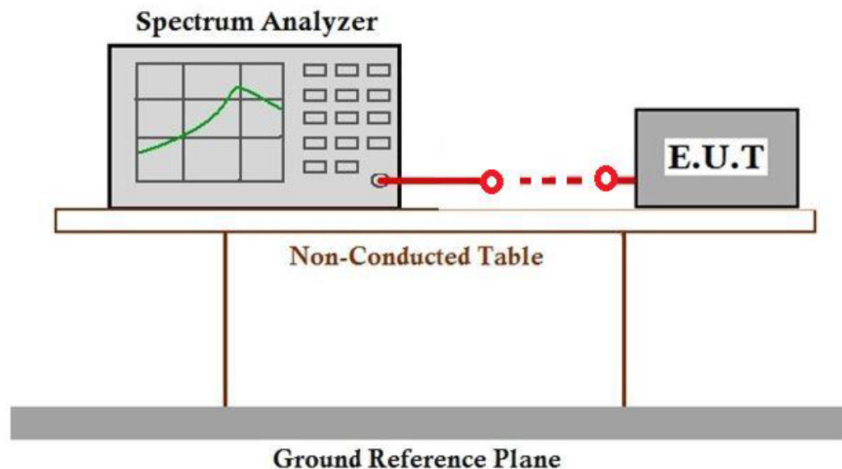 Spectrum Analyzer
E.U.T
Non-Conducted Table
Ground Reference Plane